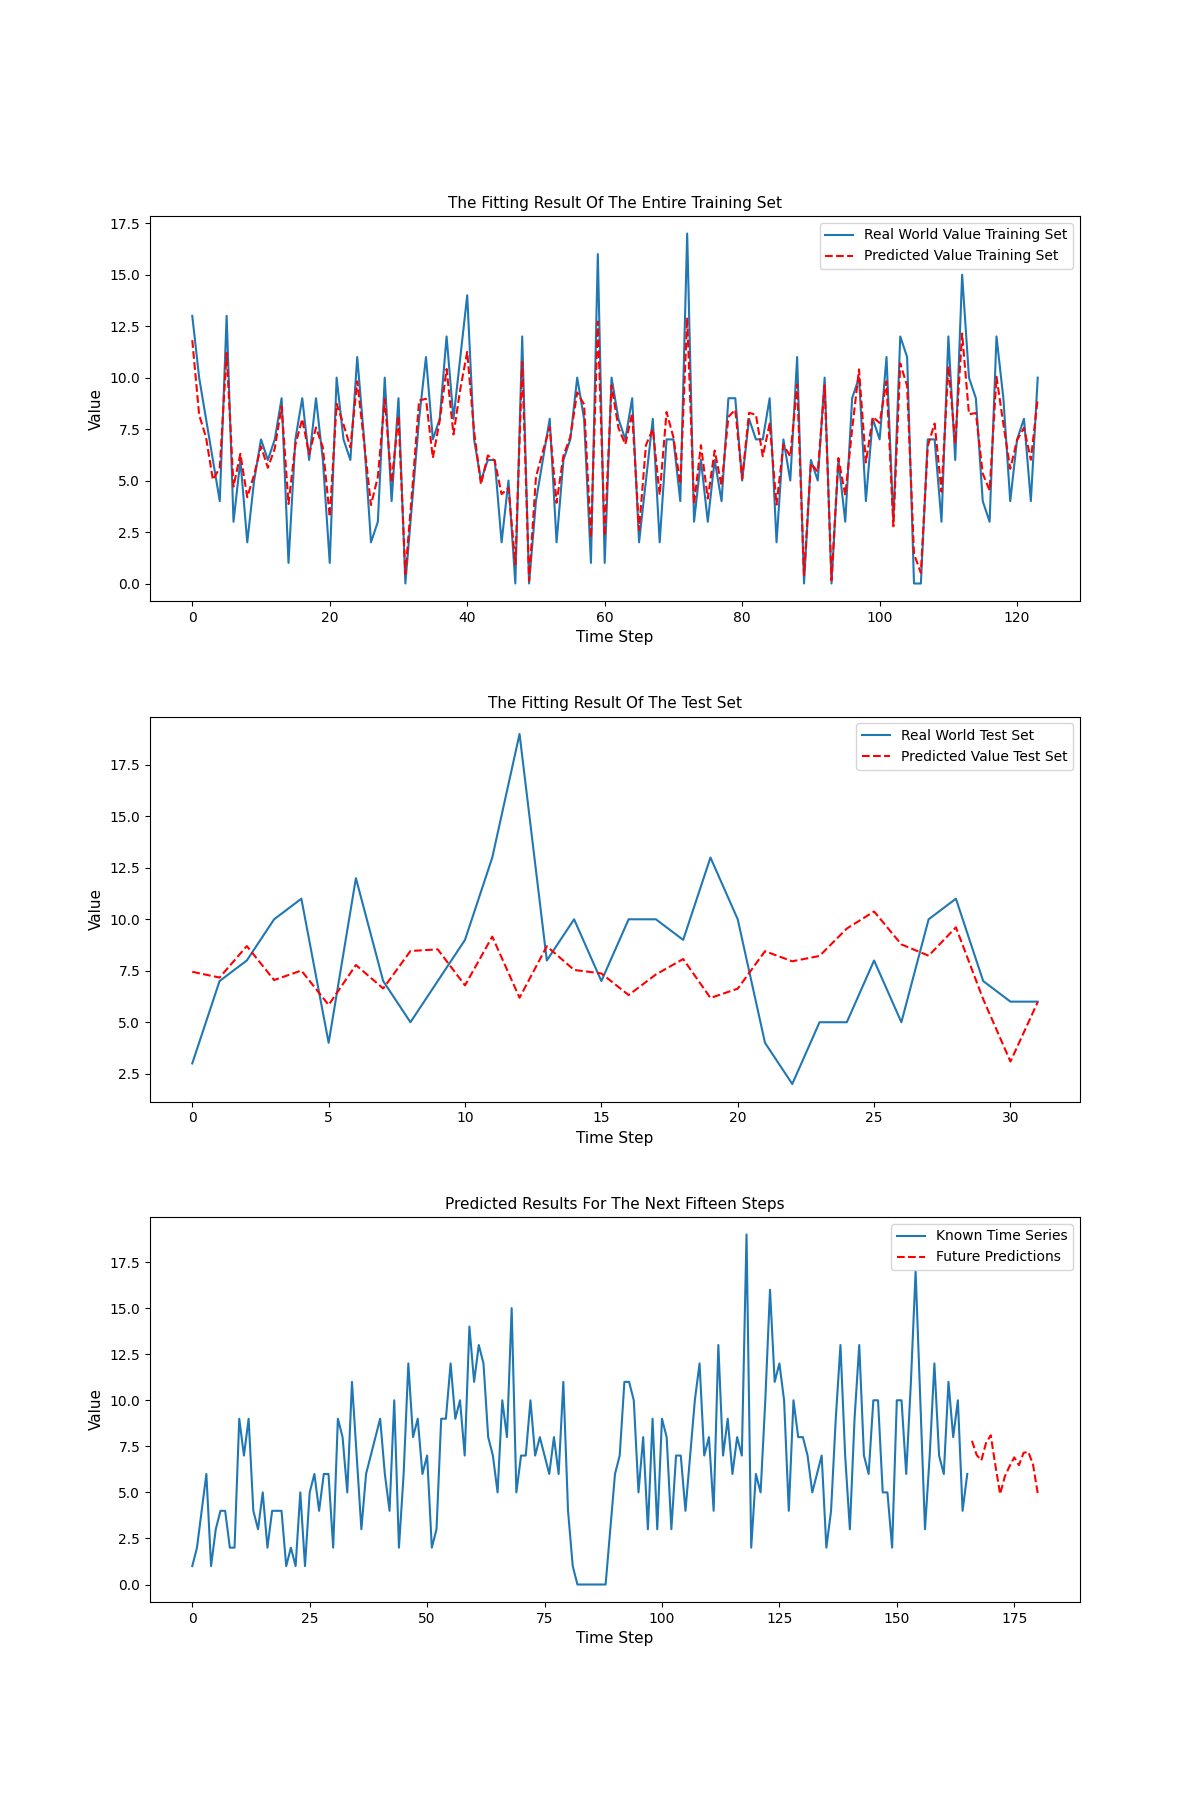 The Fitting Result Of The Entire Training Set
17.5
15.0
12.5
10.0
7.5
5.0
2.5
0.0
Value
Real World Value Training Set
Predicted Value Training Set
0 20 40 60 80 100 120
Time Step
The Fitting Result Of The Test Set
17.5
15.0
12.5
10.0
7.5
5.0
2.5
Value
Real World Test Set
Predicted Value Test Set
0 5 10 15 20 25 30
Time Step
Predicted Results For The Next Fifteen Steps
17.5
15.0
12.5
10.0
7.5
5.0
2.5
0.0
Value
Known Time Series
Future Predictions
0 25 50 75 100 125 150 175
Time Step